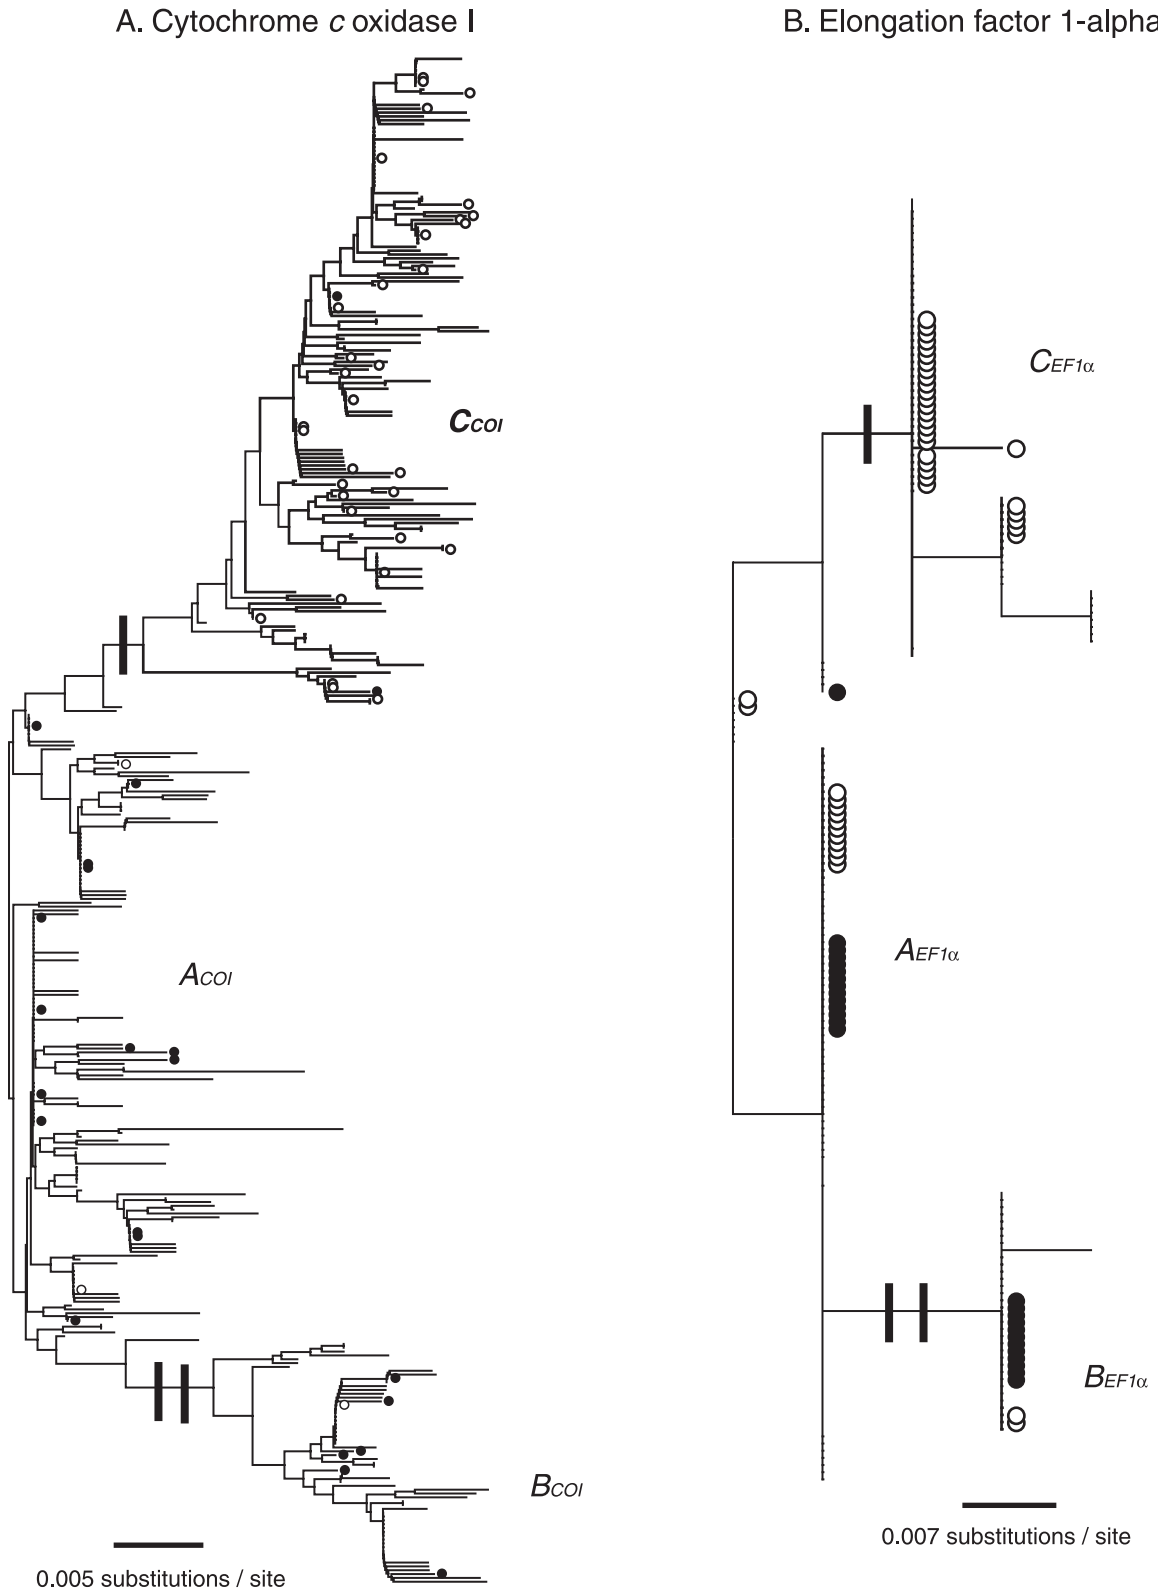 A. Cytochrome c oxidase I
B. Elongation factor 1-alpha
CEF1α
CCOI
AEF1α
ACOI
BEF1α
BCOI
0.007 substitutions / site
0.005 substitutions / site